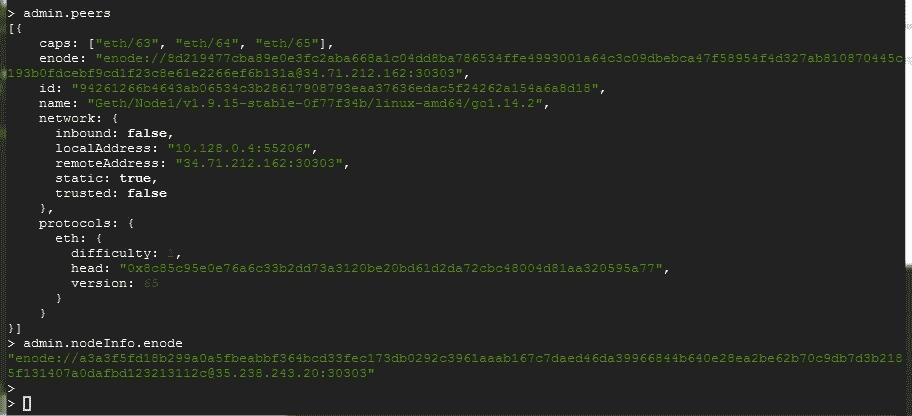 > admin.peers
[{
caps: ["eth/63", "eth/64", "eth/65"],
enode: "enode://8d219477cba89e0e3fc2aba668a1c04dd8ba786534ffe4993001a64c3c09dbebca47f58954f4d327ab810870445c
193b0fdcebf9cd1f23c8e61e2266ef6b131a@34.71.212.162:30303",
id: "94261266b4643ab06534c3b28617908793eaa37636edac5f24262a154a6a8d18",
name: "Geth/Node1/v1.9.15-stable-0f77f34b/linux-amd64/go1.14.2",
network: {
inbound: false,
localAddress: "10.128.0.4:55206",
remoteAddress: "34.71.212.162:30303",
static: true,
trusted: false
},
protocols: {
eth: {
difficulty: 1,
head: "0x8c85c95e0e76a6c33b2dd73a3120be20bd61d2da72cbc48004d81aa320595a77",
version: 65
}
}
}]
> admin.nodeInfo.enode
"enode://a3a3f5fd18b299a0a5fbeabbf364bcd33fec173db0292c3961aaab167c7daed46da39966844b640e28ea2be62b70c9db7d3b218
5f131407a0dafbd123213112c@35.238.243.20:30303"
>
>